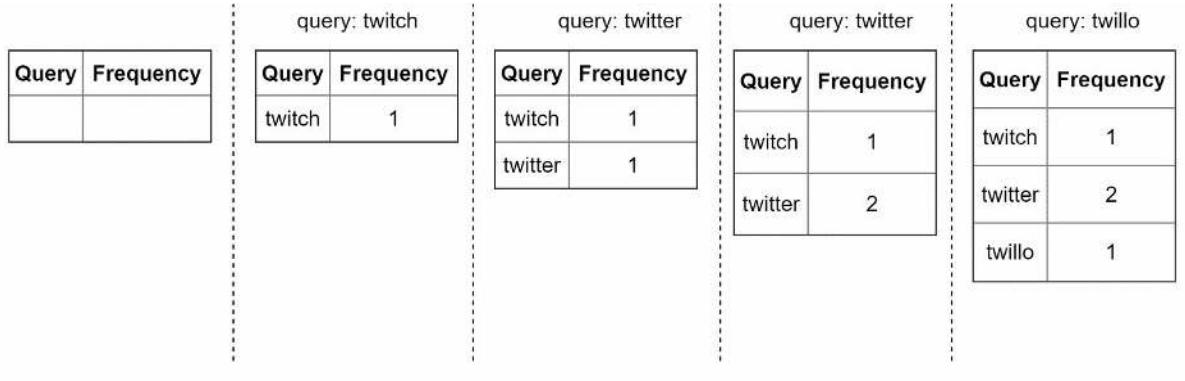 Query Frequency
query: twitch
Query Frequency
twitch 1
query: twitter
Query Frequency
twitch 1
twitter 1
query: twitter
Query Frequency
twitch 1
twitter 2
query: twillo
Query Frequency
twitch 1
twitter 2
twillo 1